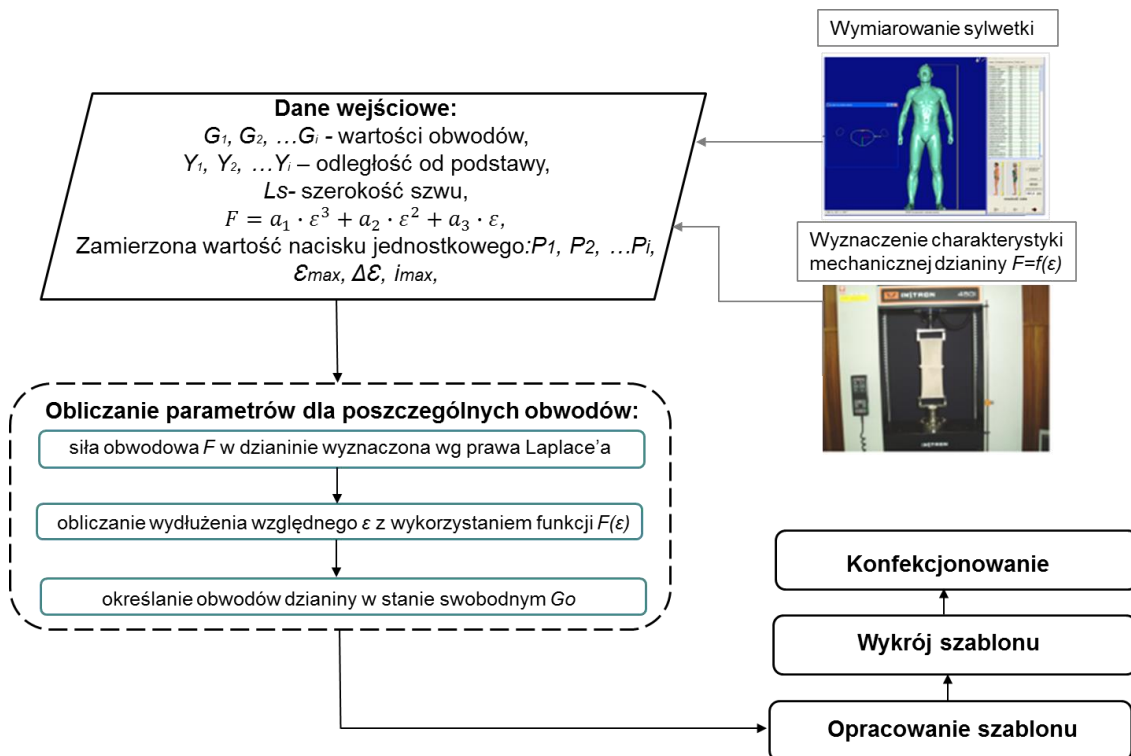 Wymiarowanie sylwetki
Dane wejściowe:
G₁, G₂, …Gᵢ - wartości obwodów,
Y₁, Y₂, …Yᵢ – odległość od podstawy,
Ls- szerokość szwu,
F = a₁ · ε³ + a₂ · ε² + a₃ · ε,
Zamierzona wartość nacisku jednostkowego:P₁, P₂, …Pᵢ,
Ɛmax, ΔƐ, imax,
Wyznaczenie charakterystyki
mechanicznej dzianiny F=f(ε)
INSTRON
INSTRON
Obliczanie parametrów dla poszczególnych obwodów:
siła obwodowa F w dzianinie wyznaczona wg prawa Laplace’a
obliczanie wydłużenia względnego ε z wykorzystaniem funkcji F(ε)
określanie obwodów dzianiny w stanie swobodnym Go
Konfekcjonowanie
Wykrój szablonu
Opracowanie szablonu